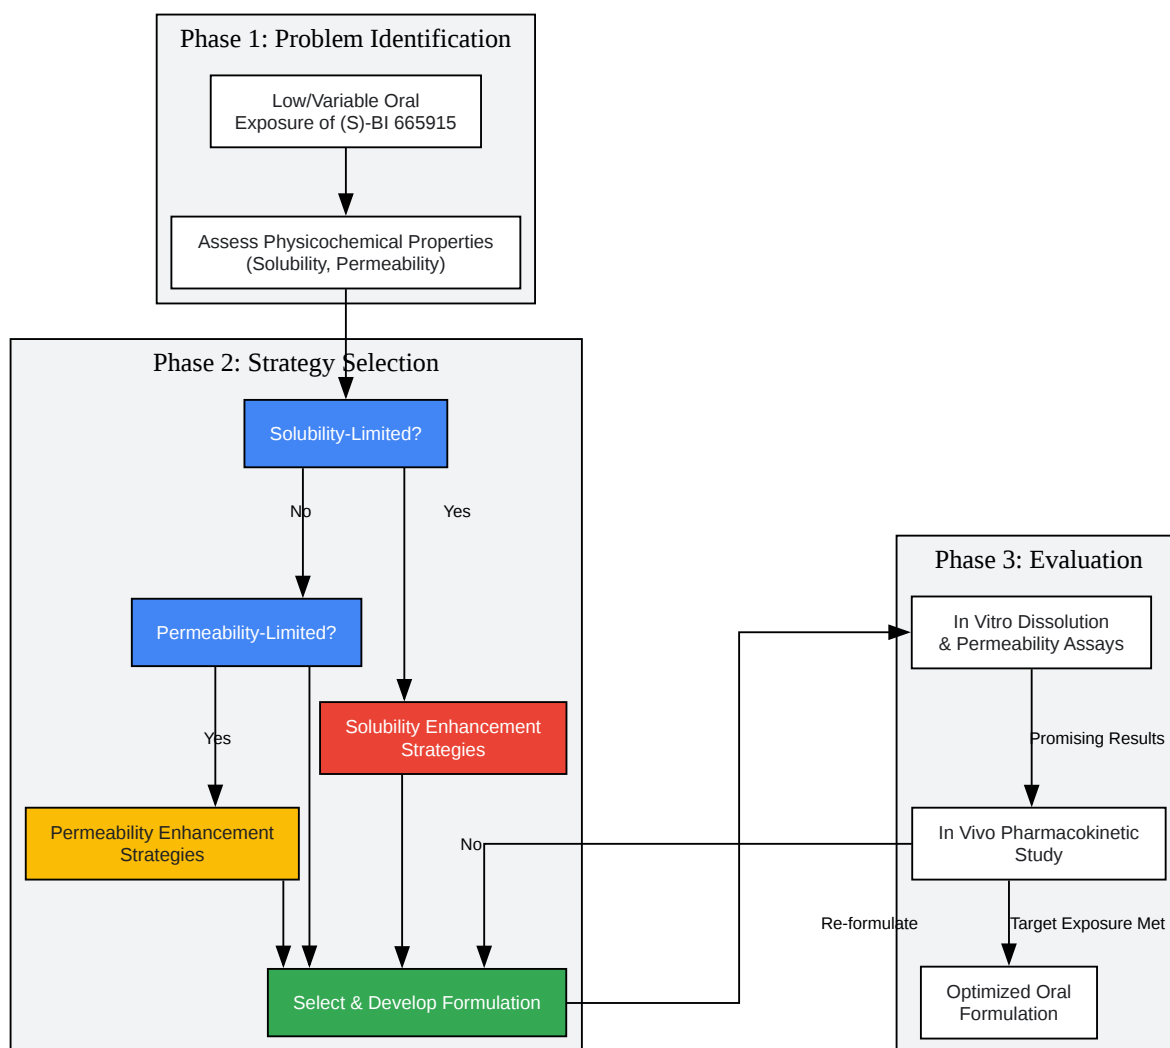 Phase 1: Problem Identification
Low/Variable Oral
Exposure of (S)-BI 665915
Assess Physicochemical Properties
(Solubility, Permeability)
Phase 2: Strategy Selection
Solubility-Limited?
No
Yes
Permeability-Limited?
Yes
Solubility Enhancement
Strategies
Permeability Enhancement
Strategies
No
Select & Develop Formulation
Phase 3: Evaluation
In Vitro Dissolution
& Permeability Assays
Promising Results
In Vivo Pharmacokinetic
Study
Re-formulate
Target Exposure Met
Optimized Oral
Formulation